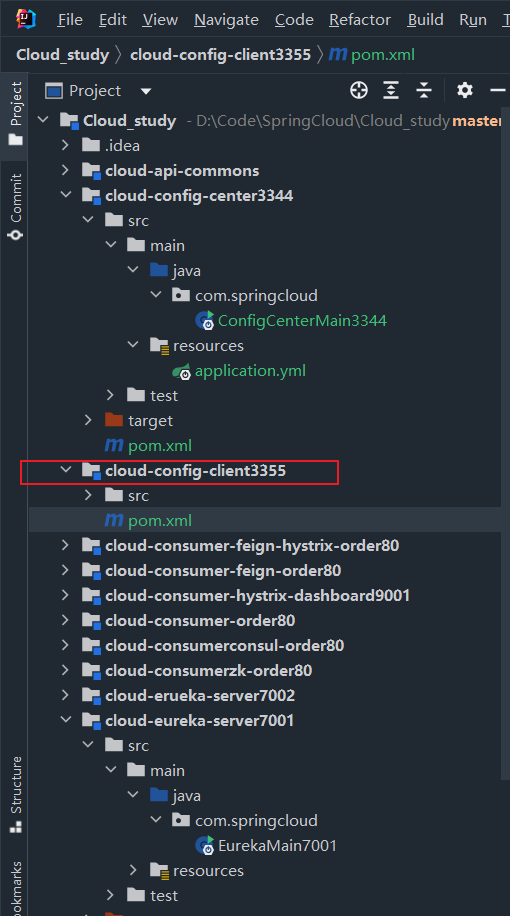 File Edit View Navigate Code Refactor Build Run
Cloud_study cloud-config-client3355 pom.xml
Project
Project
Commit
Structure
Cloud_study - D:\Code\SpringCloud\Cloud_study master
.idea
cloud-api-commons
cloud-config-center3344
src
main
java
com.springcloud
ConfigCenterMain3344
resources
application.yml
test
target
pom.xml
cloud-config-client3355
src
pom.xml
cloud-consumer-feign-hystrix-order80
cloud-consumer-feign-order80
cloud-consumer-hystrix-dashboard9001
cloud-consumer-order80
cloud-consumerconsul-order80
cloud-consumerzk-order80
cloud-erueka-server7002
cloud-eureka-server7001
src
main
java
com.springcloud
EurekaMain7001
resources
test